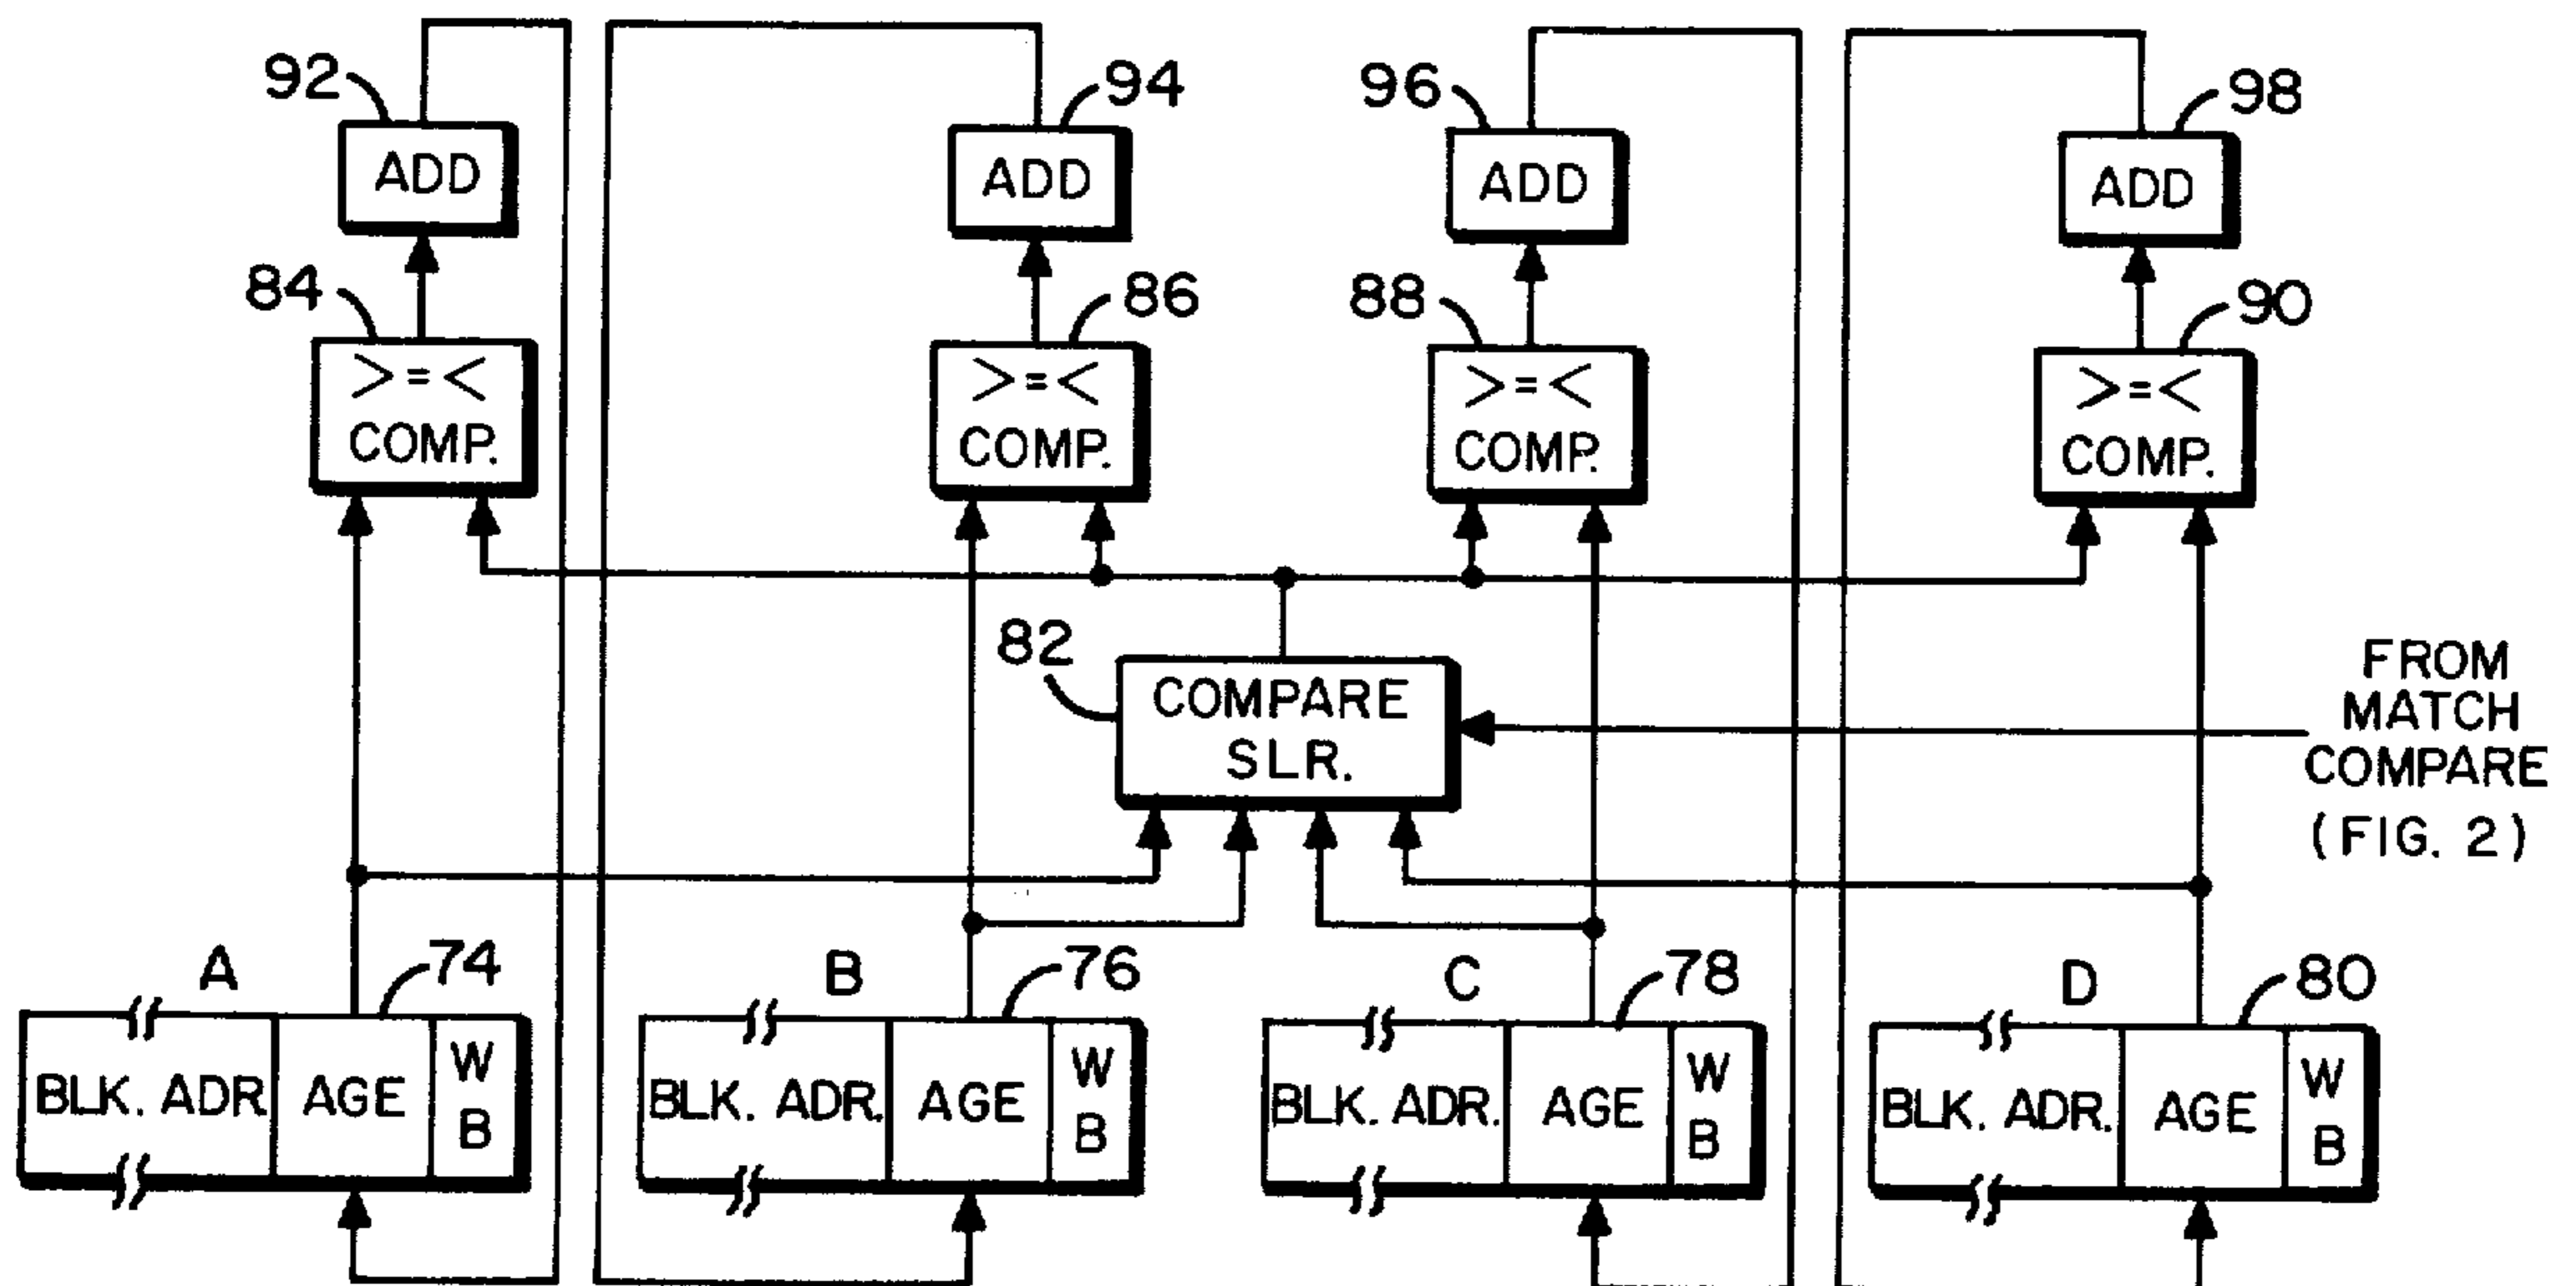 92
ADD
94
ADD
96
ADD
98
ADD
84
>=<
COMP.
86
>=<
COMP.
88
>=<
COMP.
90
>=<
COMP.
82
COMPARE
SLR.
FROM
MATCH
COMPARE
(FIG. 2)
A
74
BLK. ADR.
AGE
W
B
B
76
BLK. ADR.
AGE
W
B
C
78
BLK. ADR.
AGE
W
B
D
80
BLK. ADR.
AGE
W
B